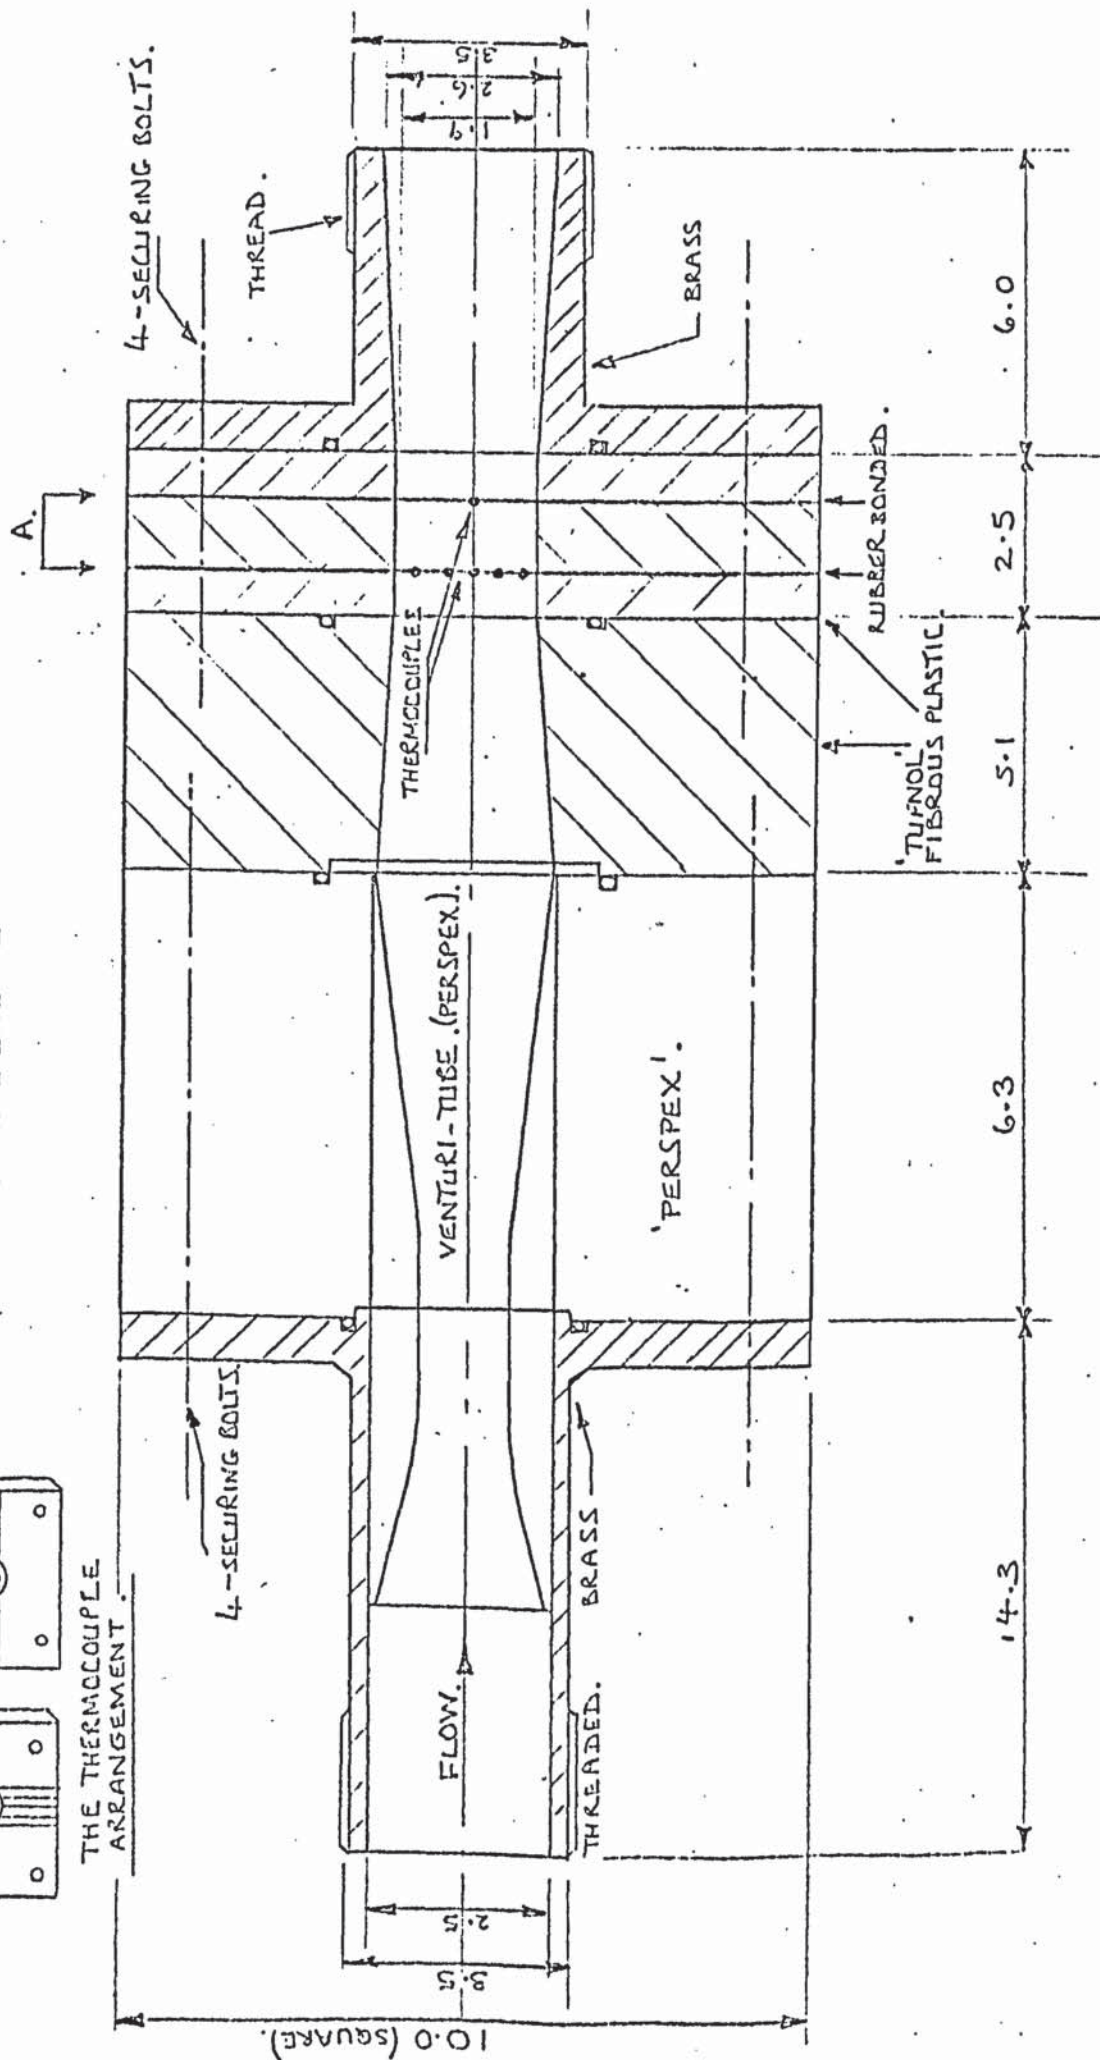 THE THERMOCOUPLE
ARRANGEMENT.
4-SECURING BOLTS.
4-SECURING BOLTS.
THREAD.
A.
THERMOCOUPLES
VENTURI-TUBE.(PERSPEX).
FLOW.
THREADED.
BRASS
'PERSPEX'.
BRASS
RUBBER BONDED.
'TUFNOL'
FIBROUS PLASTIC.
10.0 (SQUARE).
3.5
2.5
1.9
2.6
3.5
14.3
6.3
5.1
2.5
6.0